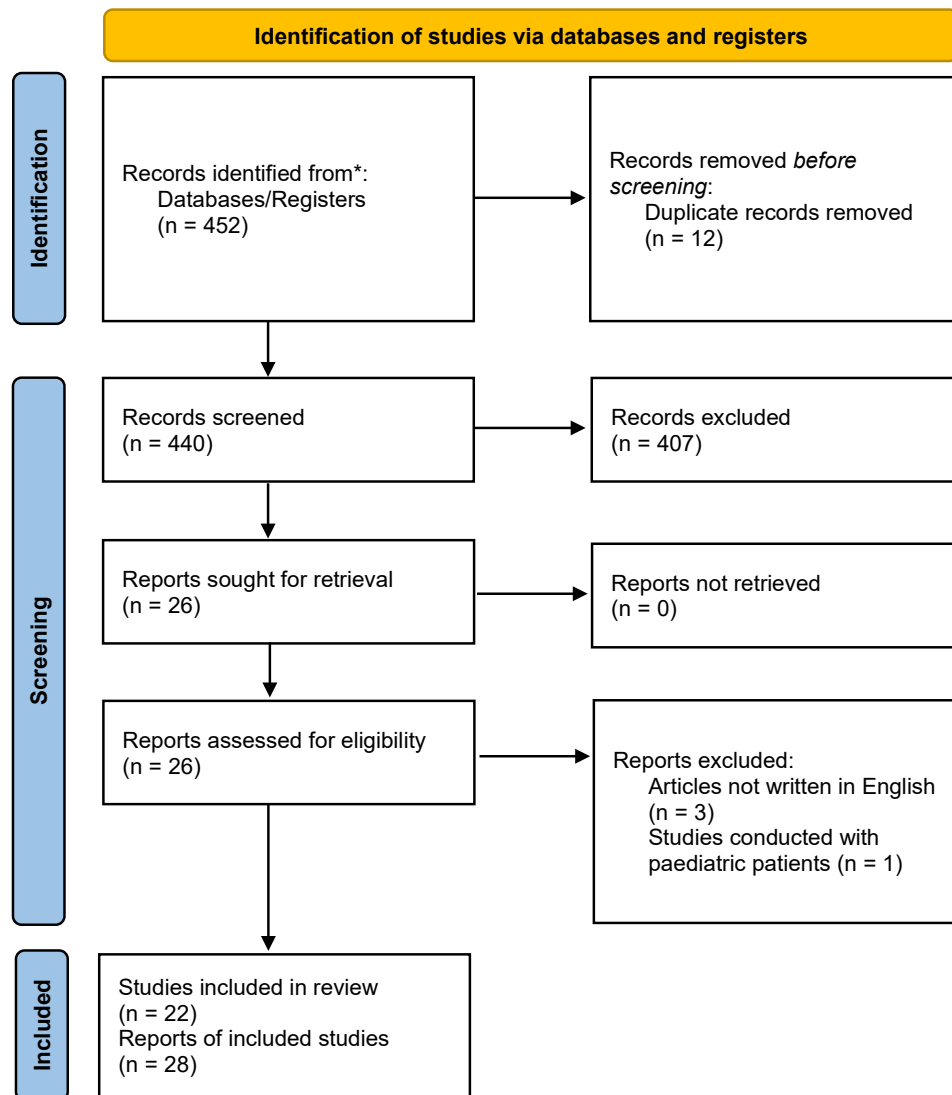 Identification of studies via databases and registers
Identification
Records identified from*:
Databases/Registers
(n = 452)
Records removed before
screening:
Duplicate records removed
(n = 12)
Screening
Records screened
(n = 440)
Records excluded
(n = 407)
Reports sought for retrieval
(n = 26)
Reports not retrieved
(n = 0)
Reports assessed for eligibility
(n = 26)
Reports excluded:
Articles not written in English
(n = 3)
Studies conducted with
paediatric patients (n = 1)
Included
Studies included in review
(n = 22)
Reports of included studies
(n = 28)